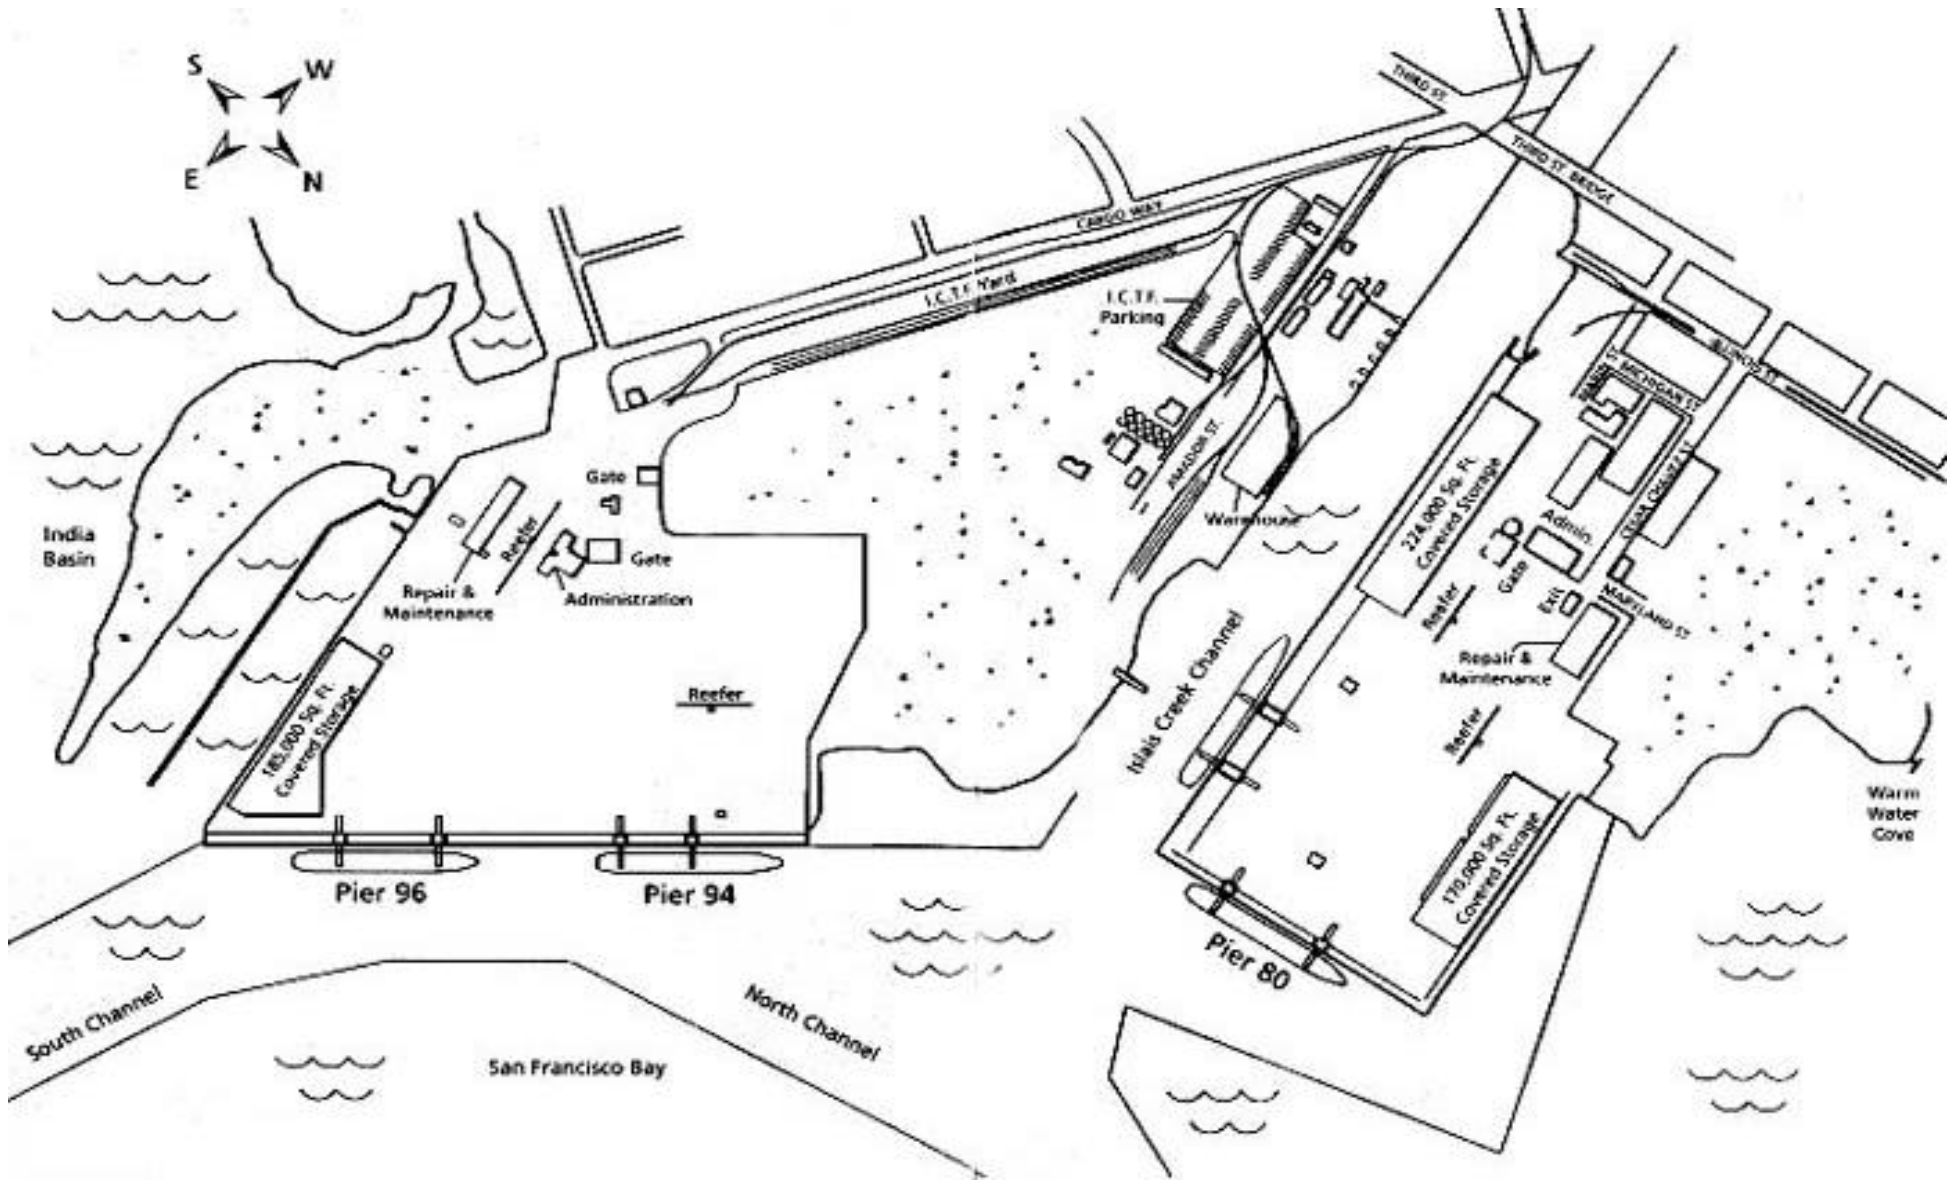 S
W
E
N
THIRD ST.
THIRD ST. BRIDGE
CARGO WAY
I.C.T.F. Yard
I.C.T.F.
Parking
ILLINOIS ST.
MICHIGAN ST.
AMADOR ST.
Warehouse
India
Basin
Gate
Reefer
Gate
Repair &
Maintenance
Administration
Reefer
185,000 Sq. Ft.
Covered Storage
224,000 Sq. Ft.
Covered Storage
Admin.
Gate
Exit
Reefer
MARYLAND ST.
Repair &
Maintenance
Reefer
Islais Creek Channel
170,000 Sq. Ft.
Covered Storage
Warm
Water
Cove
Pier 96
Pier 94
Pier 80
South Channel
North Channel
San Francisco Bay